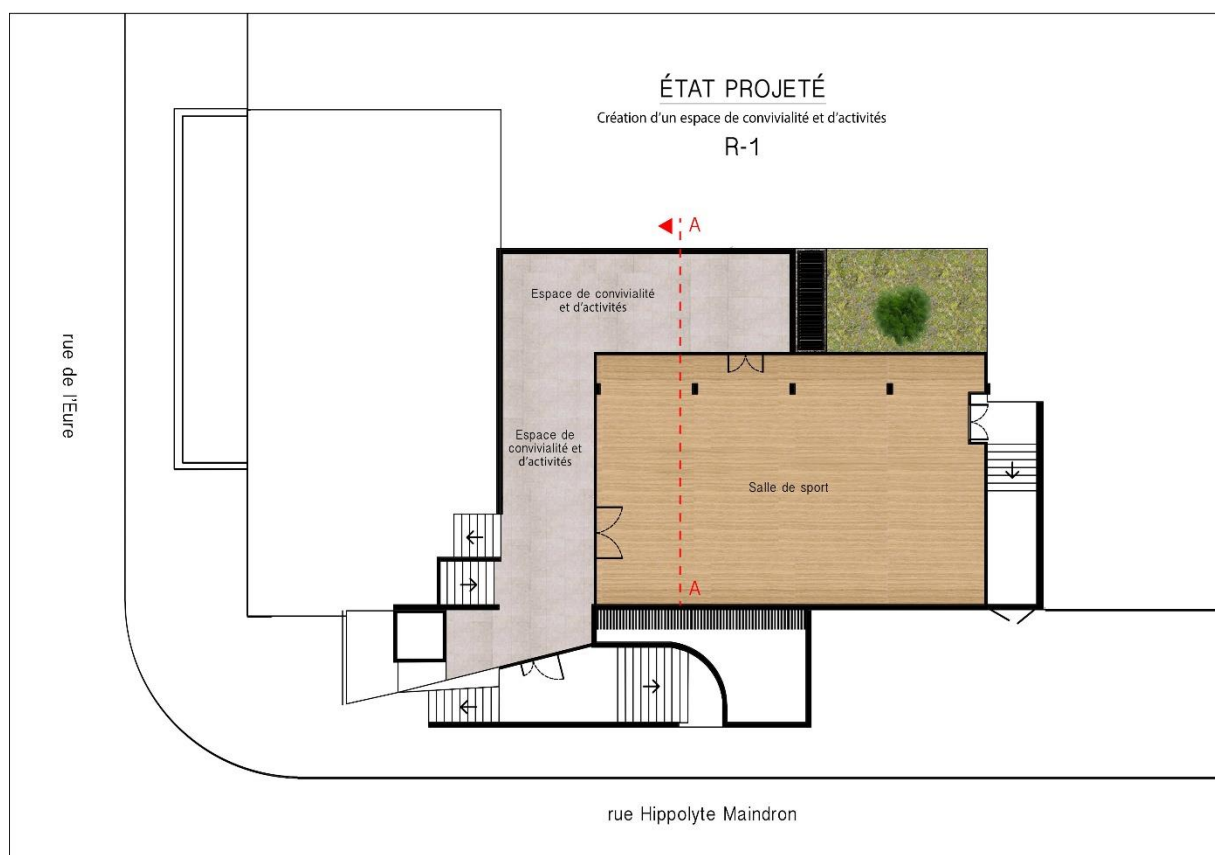 ÉTAT PROJETÉ
Création d'un espace de convivialité et d'activités
R-1
A
Espace de convivialité
et d'activités
rue de l'Eure
Espace de
convivialité et
d'activités
Salle de sport
A
rue Hippolyte Maindron